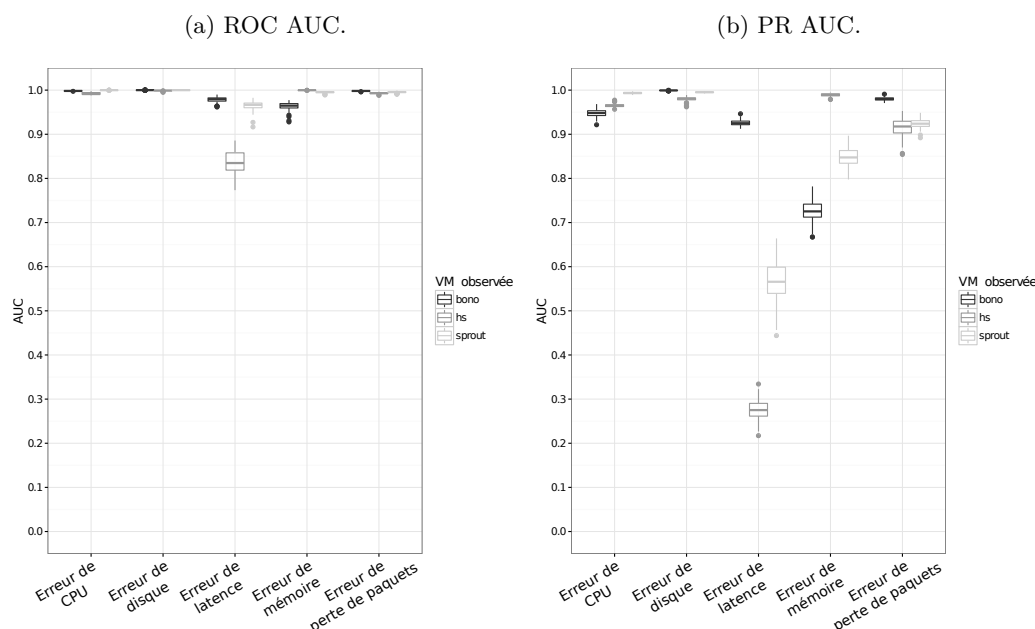 (a) ROC AUC.
1.0
0.9
0.8
0.7
0.6
0.5
0.4
0.3
0.2
0.1
0.0
AUC
Erreur de
CPU
Erreur de
disque
Erreur de
latence
Erreur de
mémoire
Erreur de
perte de paquets
VM observée
bono
hs
sprout
(b) PR AUC.
1.0
0.9
0.8
0.7
0.6
0.5
0.4
0.3
0.2
0.1
0.0
AUC
Erreur de
CPU
Erreur de
disque
Erreur de
latence
Erreur de
mémoire
Erreur de
perte de paquets
VM observée
bono
hs
sprout